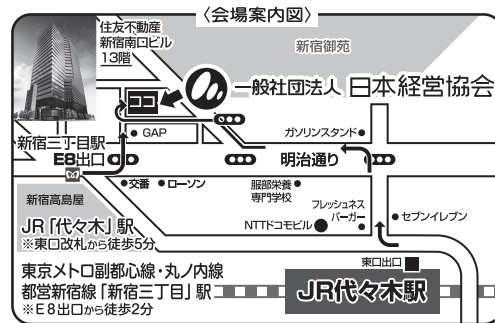 〈会場案内図〉
住友不動産
新宿南口ビル
13階
新宿御苑
ココ
一般社団法人 日本経営協会
新宿三丁目駅
E8出口
GAP
ガソリンスタンド
明治通り
交番
ローソン
服部栄養
専門学校
新宿高島屋
フレッシュネス
バーガー
NTTドコモビル
セブンイレブン
JR「代々木」駅
※東口改札から徒歩5分
東口出口
東京メトロ副都心線・丸ノ内線
都営新宿線「新宿三丁目」駅
※E8出口から徒歩2分
JR代々木駅